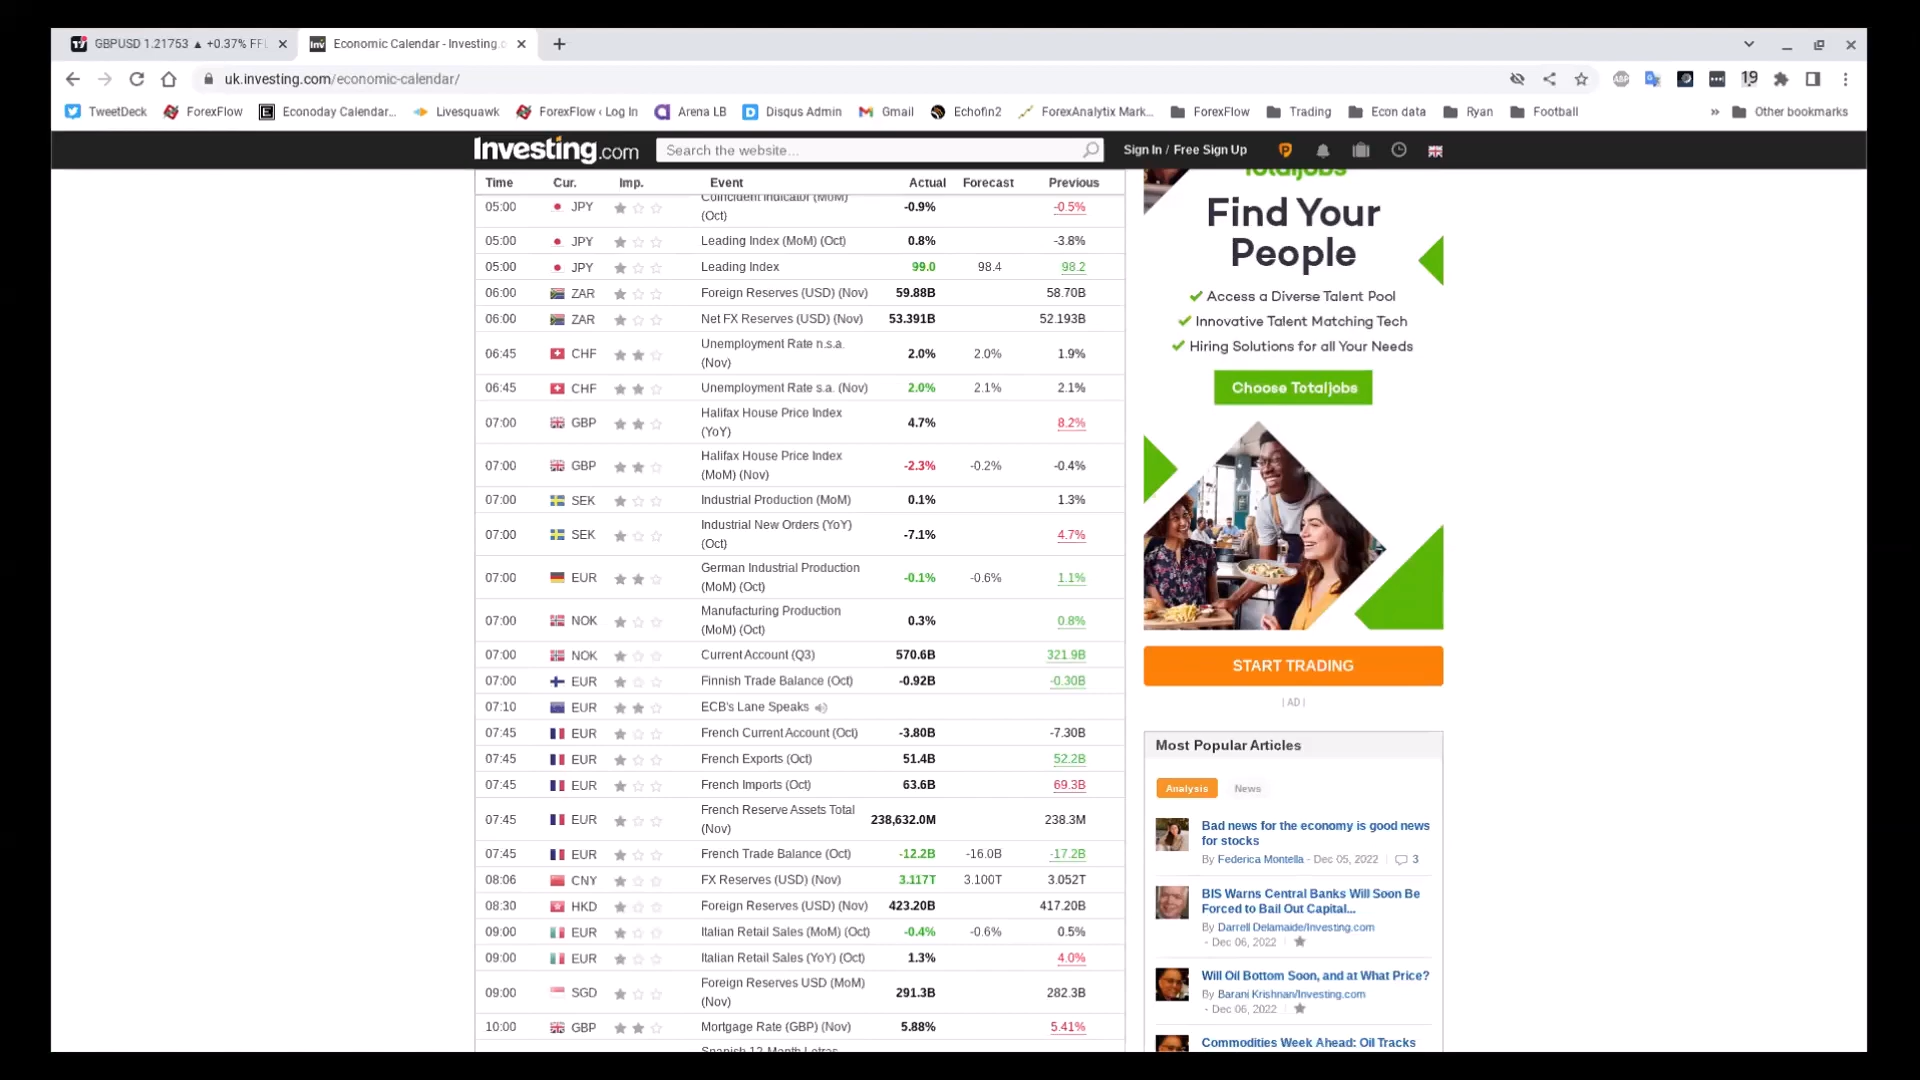 GBPUSD 1.21753 ▲ +0.37% FFL
Economic Calendar - Investing.c
uk.investing.com/economic-calendar/
ABP
19
TweetDeck ForexFlow Econoday Calendar... Livesquawk ForexFlow ‹ Log In Arena LB Disqus Admin Gmail Echofin2 ForexAnalytix Mark... ForexFlow Trading Econ data Ryan Football » Other bookmarks
Investing.com Search the website... Sign In / Free Sign Up
Time Cur. Imp. Event Actual Forecast Previous
05:00 JPY Coincident Indicator (MoM) (Oct) -0.9% -0.5%
05:00 JPY Leading Index (MoM) (Oct) 0.8% -3.8%
05:00 JPY Leading Index 99.0 98.4 98.2
06:00 ZAR Foreign Reserves (USD) (Nov) 59.88B 58.70B
06:00 ZAR Net FX Reserves (USD) (Nov) 53.391B 52.193B
06:45 CHF Unemployment Rate n.s.a. (Nov) 2.0% 2.0% 1.9%
06:45 CHF Unemployment Rate s.a. (Nov) 2.0% 2.1% 2.1%
07:00 GBP Halifax House Price Index (YoY) 4.7% 8.2%
07:00 GBP Halifax House Price Index (MoM) (Nov) -2.3% -0.2% -0.4%
07:00 SEK Industrial Production (MoM) 0.1% 1.3%
07:00 SEK Industrial New Orders (YoY) (Oct) -7.1% 4.7%
07:00 EUR German Industrial Production (MoM) (Oct) -0.1% -0.6% 1.1%
07:00 NOK Manufacturing Production (MoM) (Oct) 0.3% 0.8%
07:00 NOK Current Account (Q3) 570.6B 321.9B
07:00 EUR Finnish Trade Balance (Oct) -0.92B -0.30B
07:10 EUR ECB's Lane Speaks
07:45 EUR French Current Account (Oct) -3.80B -7.30B
07:45 EUR French Exports (Oct) 51.4B 52.2B
07:45 EUR French Imports (Oct) 63.6B 69.3B
07:45 EUR French Reserve Assets Total (Nov) 238,632.0M 238.3M
07:45 EUR French Trade Balance (Oct) -12.2B -16.0B -17.2B
08:06 CNY FX Reserves (USD) (Nov) 3.117T 3.100T 3.052T
08:30 HKD Foreign Reserves (USD) (Nov) 423.20B 417.20B
09:00 EUR Italian Retail Sales (MoM) (Oct) -0.4% -0.6% 0.5%
09:00 EUR Italian Retail Sales (YoY) (Oct) 1.3% 4.0%
09:00 SGD Foreign Reserves USD (MoM) (Nov) 291.3B 282.3B
10:00 GBP Mortgage Rate (GBP) (Nov) 5.88% 5.41%
Spanish 12-Month Letras
Totaljobs
Find Your
People
Access a Diverse Talent Pool
Innovative Talent Matching Tech
Hiring Solutions for all Your Needs
Choose Totaljobs
START TRADING
| AD |
Most Popular Articles
Analysis News
Bad news for the economy is good news
for stocks
By Federica Montella - Dec 05, 2022 | 3
BIS Warns Central Banks Will Soon Be
Forced to Bail Out Capital...
By Darrell Delamaide/Investing.com
- Dec 06, 2022 |
Will Oil Bottom Soon, and at What Price?
By Barani Krishnan/Investing.com
- Dec 06, 2022 |
Commodities Week Ahead: Oil Tracks